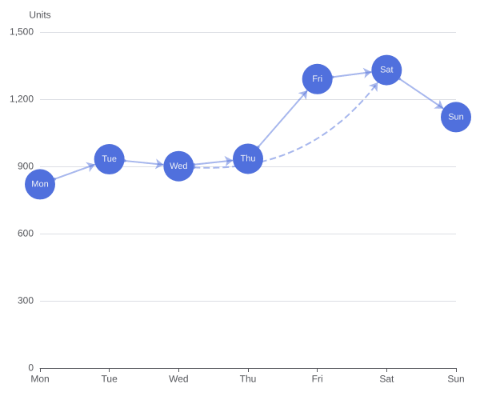 Units
1,500
1,200
900
600
300
0
Mon
Tue
Wed
Thu
Fri
Sat
Sun
Mon Tue Wed Thu Fri Sat Sun